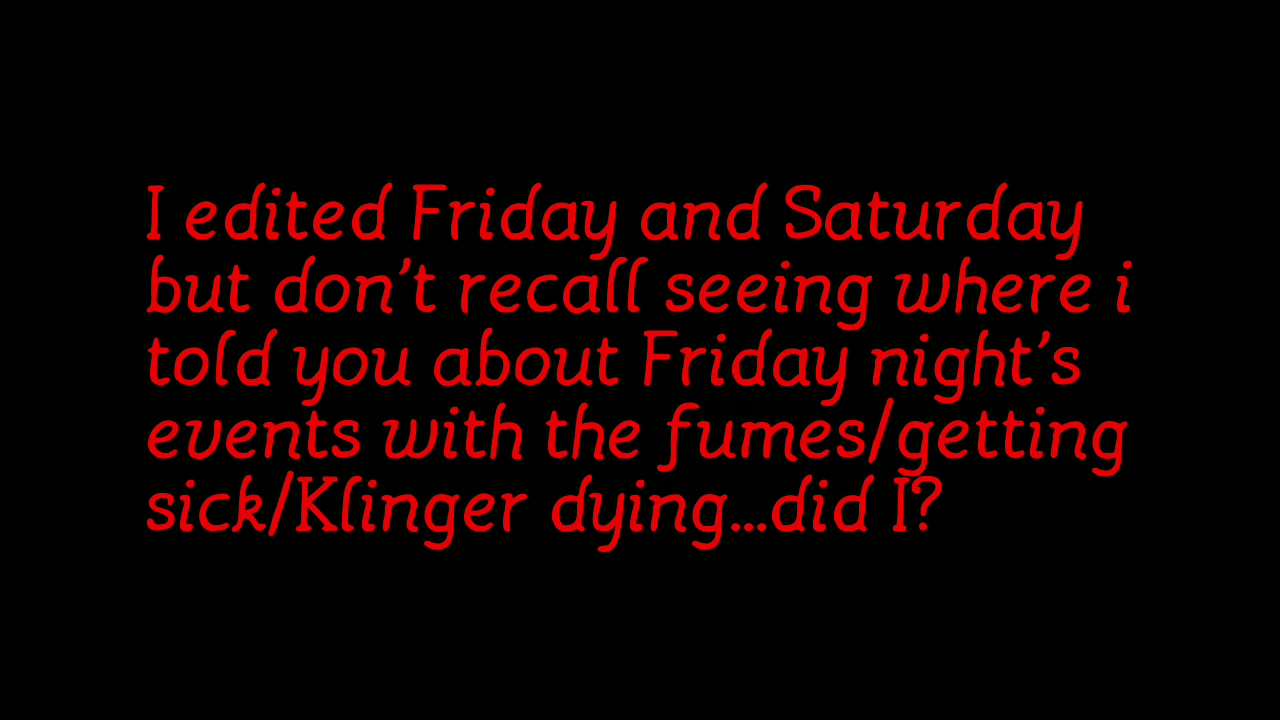 I edited Friday and Saturday
but don’t recall seeing where i
told you about Friday night’s
events with the fumes/getting
sick/Klinger dying...did I?